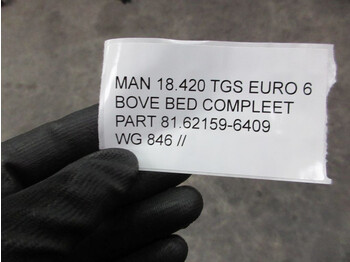 MAN 18.420 TGS EURO 6
BOVE BED COMPLEET
PART 81.62159-6409
WG 846 //